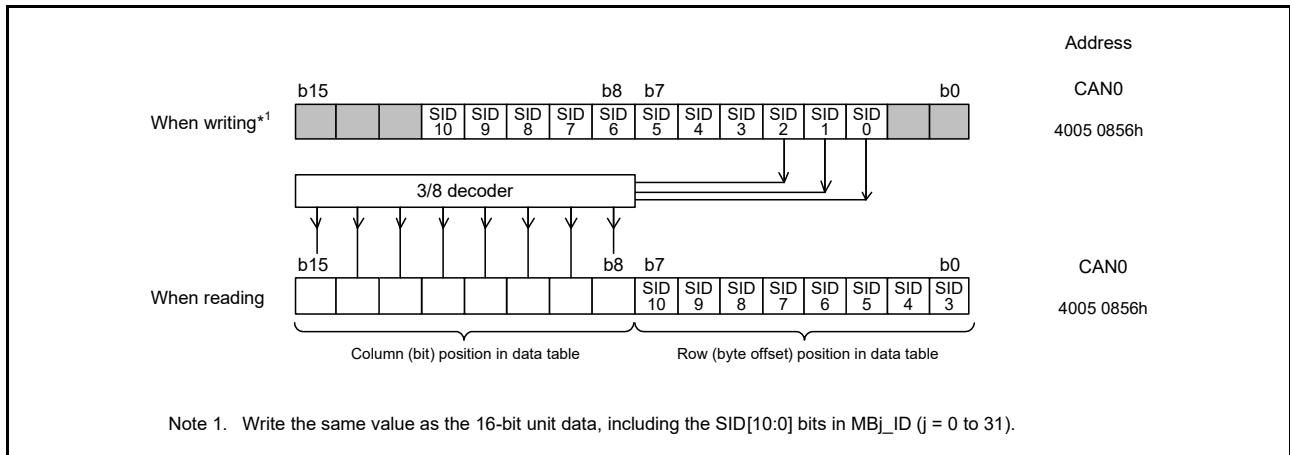 Address
b15 b8 b7 b0 CAN0
When writing*1 SID 10 SID 9 SID 8 SID 7 SID 6 SID 5 SID 4 SID 3 SID 2 SID 1 SID 0 4005 0856h
3/8 decoder
b15 b8 b7 b0 CAN0
When reading SID 10 SID 9 SID 8 SID 7 SID 6 SID 5 SID 4 SID 3 4005 0856h
Column (bit) position in data table Row (byte offset) position in data table
Note 1. Write the same value as the 16-bit unit data, including the SID[10:0] bits in MBj_ID (j = 0 to 31).